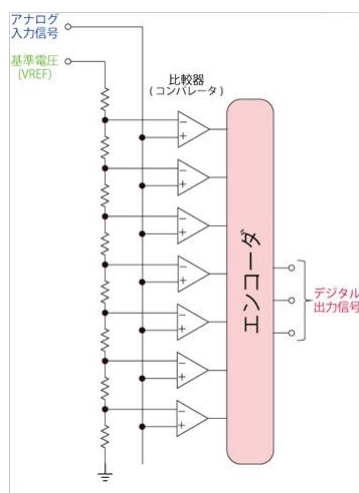 アナログ
入力信号
基準電圧
(VREF)
比較器
(コンパレータ)
−
+
−
+
−
+
−
+
−
+
−
+
−
+
エンコーダ
デジタル
出力信号